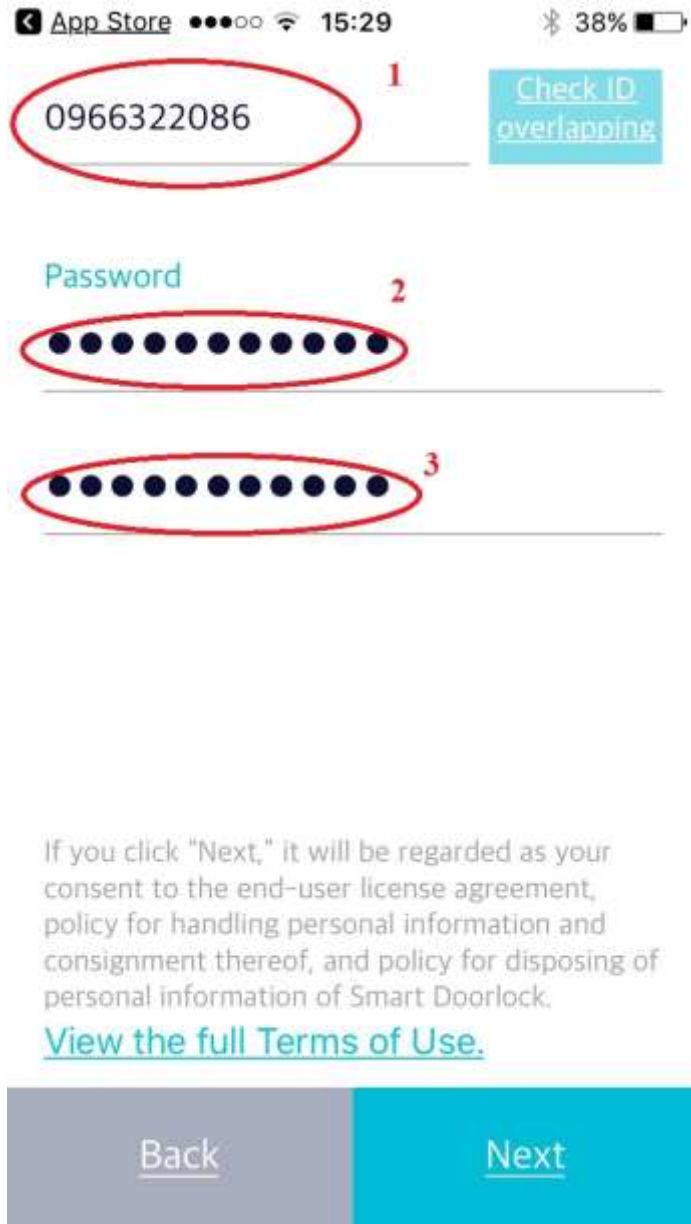 App Store 15:29 38%
1
0966322086
Check ID
overlapping
Password
2
●●●●●●●●●●●
3
●●●●●●●●●●●
If you click "Next," it will be regarded as your
consent to the end-user license agreement,
policy for handling personal information and
consignment thereof, and policy for disposing of
personal information of Smart Doorlock.
View the full Terms of Use.
Back
Next